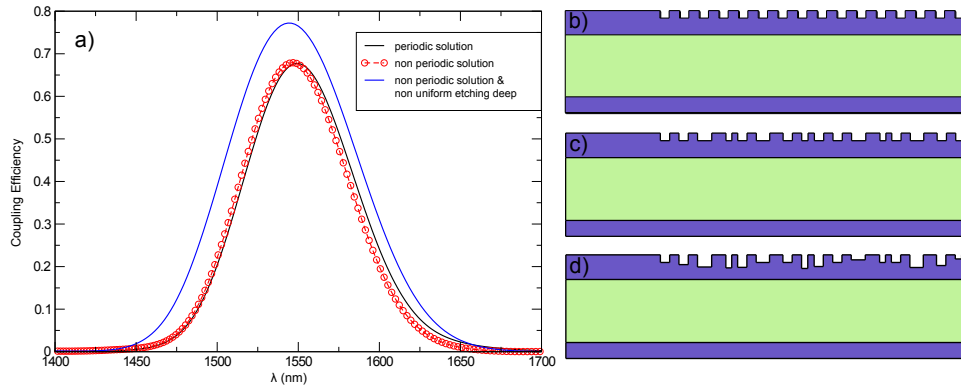 a)
periodic solution
non periodic solution
non periodic solution &
non uniform etching deep
Coupling Efficiency
0.8
0.7
0.6
0.5
0.4
0.3
0.2
0.1
0
1400
1450
1500
1550
1600
1650
1700
λ (nm)
b)
c)
d)